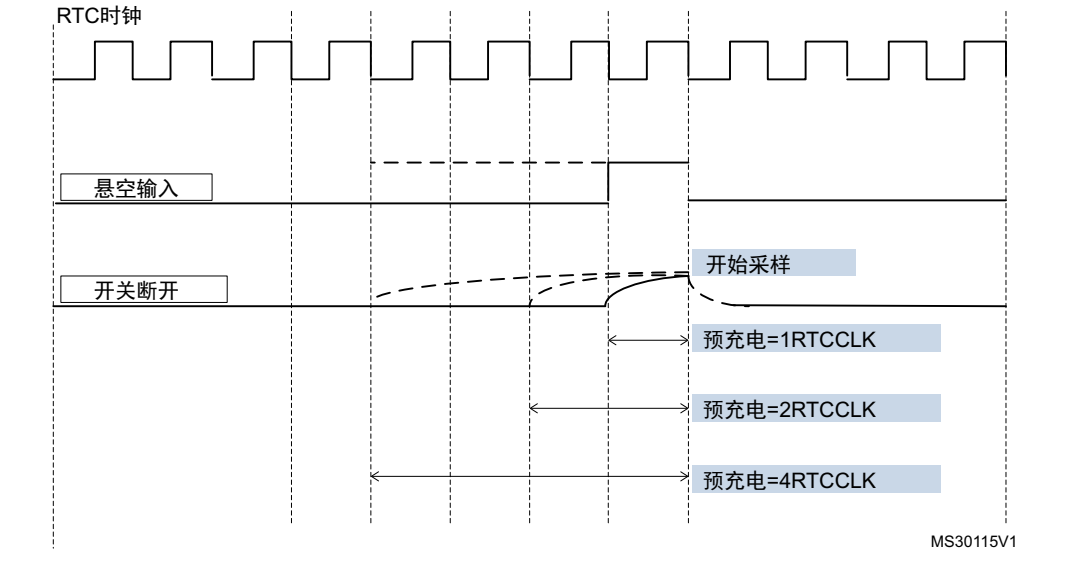 RTC时钟
悬空输入
开始采样
开关断开
预充电=1RTCCLK
预充电=2RTCCLK
预充电=4RTCCLK
MS30115V1